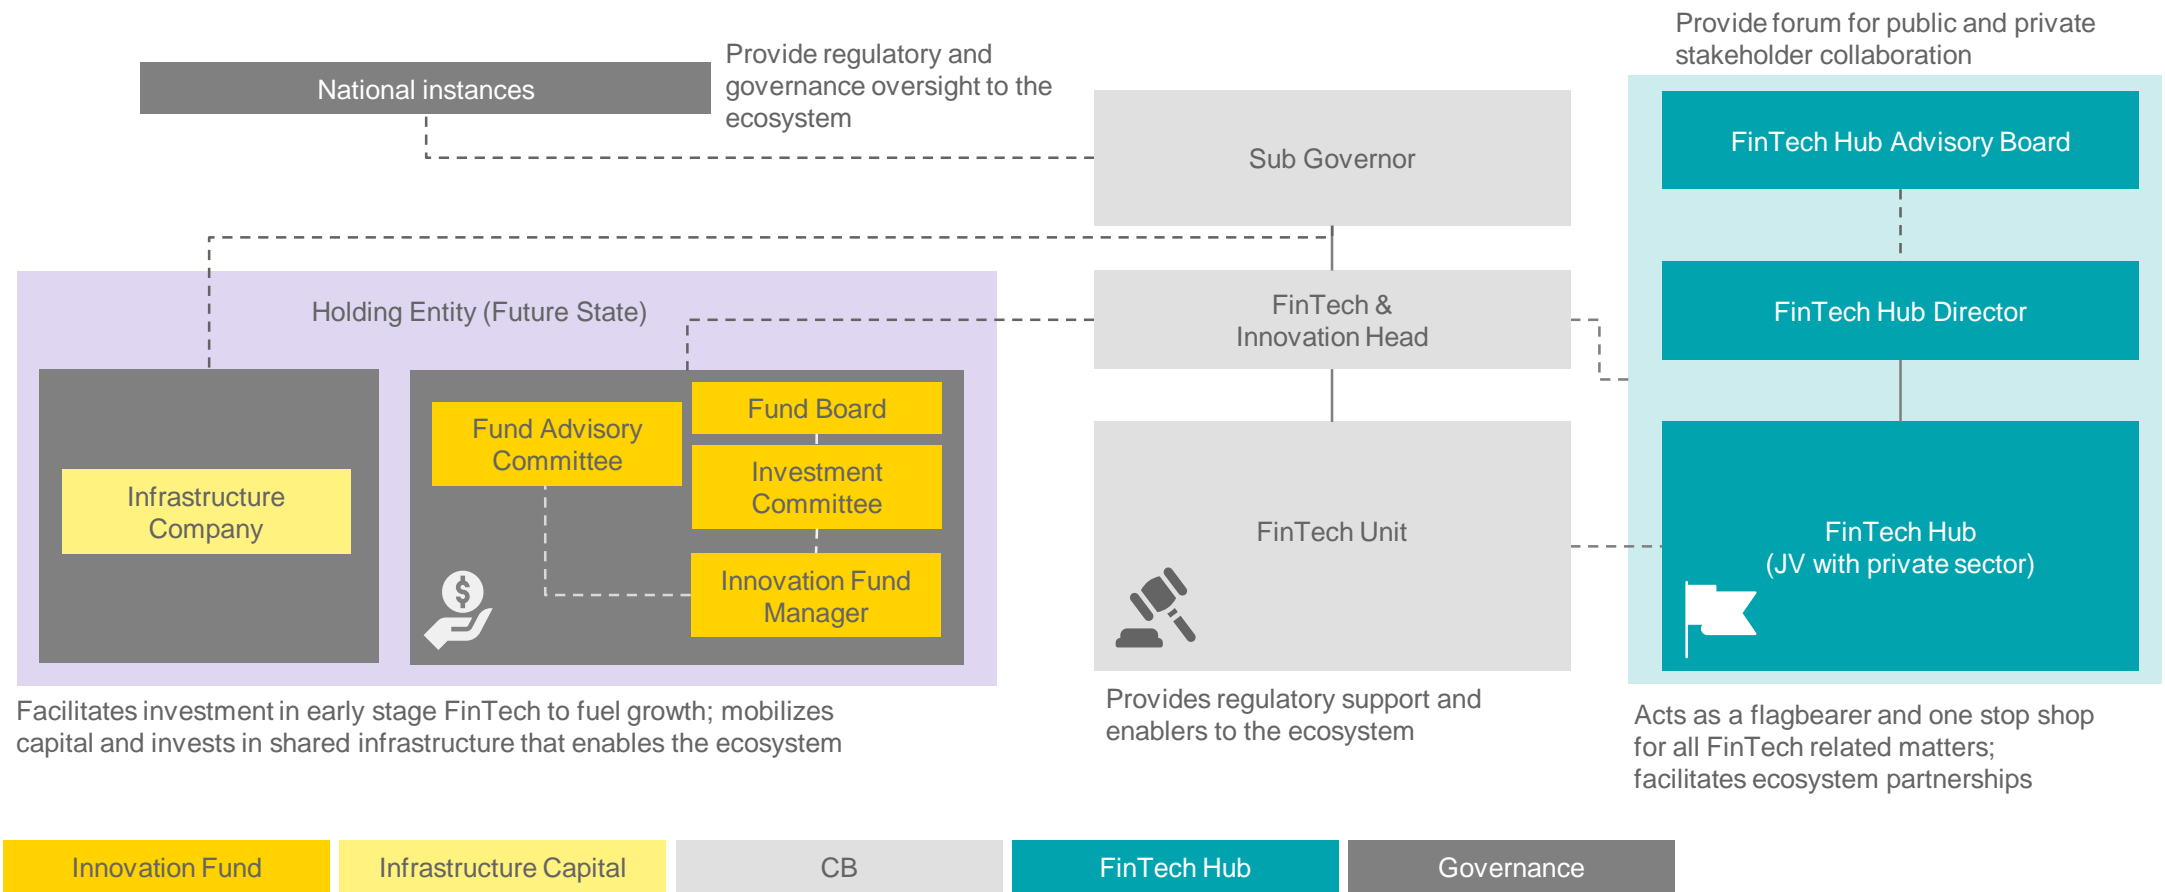 Provide forum for public and private
stakeholder collaboration
Provide regulatory and
governance oversight to the
ecosystem
National instances
Sub Governor
FinTech Hub Advisory Board
Holding Entity (Future State)
FinTech &
Innovation Head
FinTech Hub Director
Infrastructure
Company
Fund Advisory
Committee
Fund Board
Investment
Committee
Innovation Fund
Manager
$
FinTech Unit
FinTech Hub
(JV with private sector)
Facilitates investment in early stage FinTech to fuel growth; mobilizes
capital and invests in shared infrastructure that enables the ecosystem
Provides regulatory support and
enablers to the ecosystem
Acts as a flagbearer and one stop shop
for all FinTech related matters;
facilitates ecosystem partnerships
Innovation Fund
Infrastructure Capital
CB
FinTech Hub
Governance